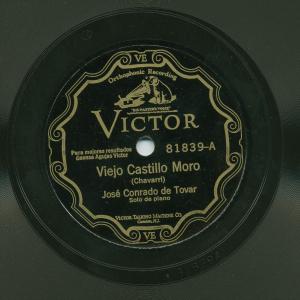 VE
Orthophonic Recording
"HIS MASTER'S VOICE"
VICTOR
Para mejores resultados
úsense Agujas Victor
81839-A
Viejo Castillo Moro
(Chavarri)
José Conrado de Tovar
Solo de piano
VICTOR TALKING MACHINE CO.
Camden, N.J.
VE